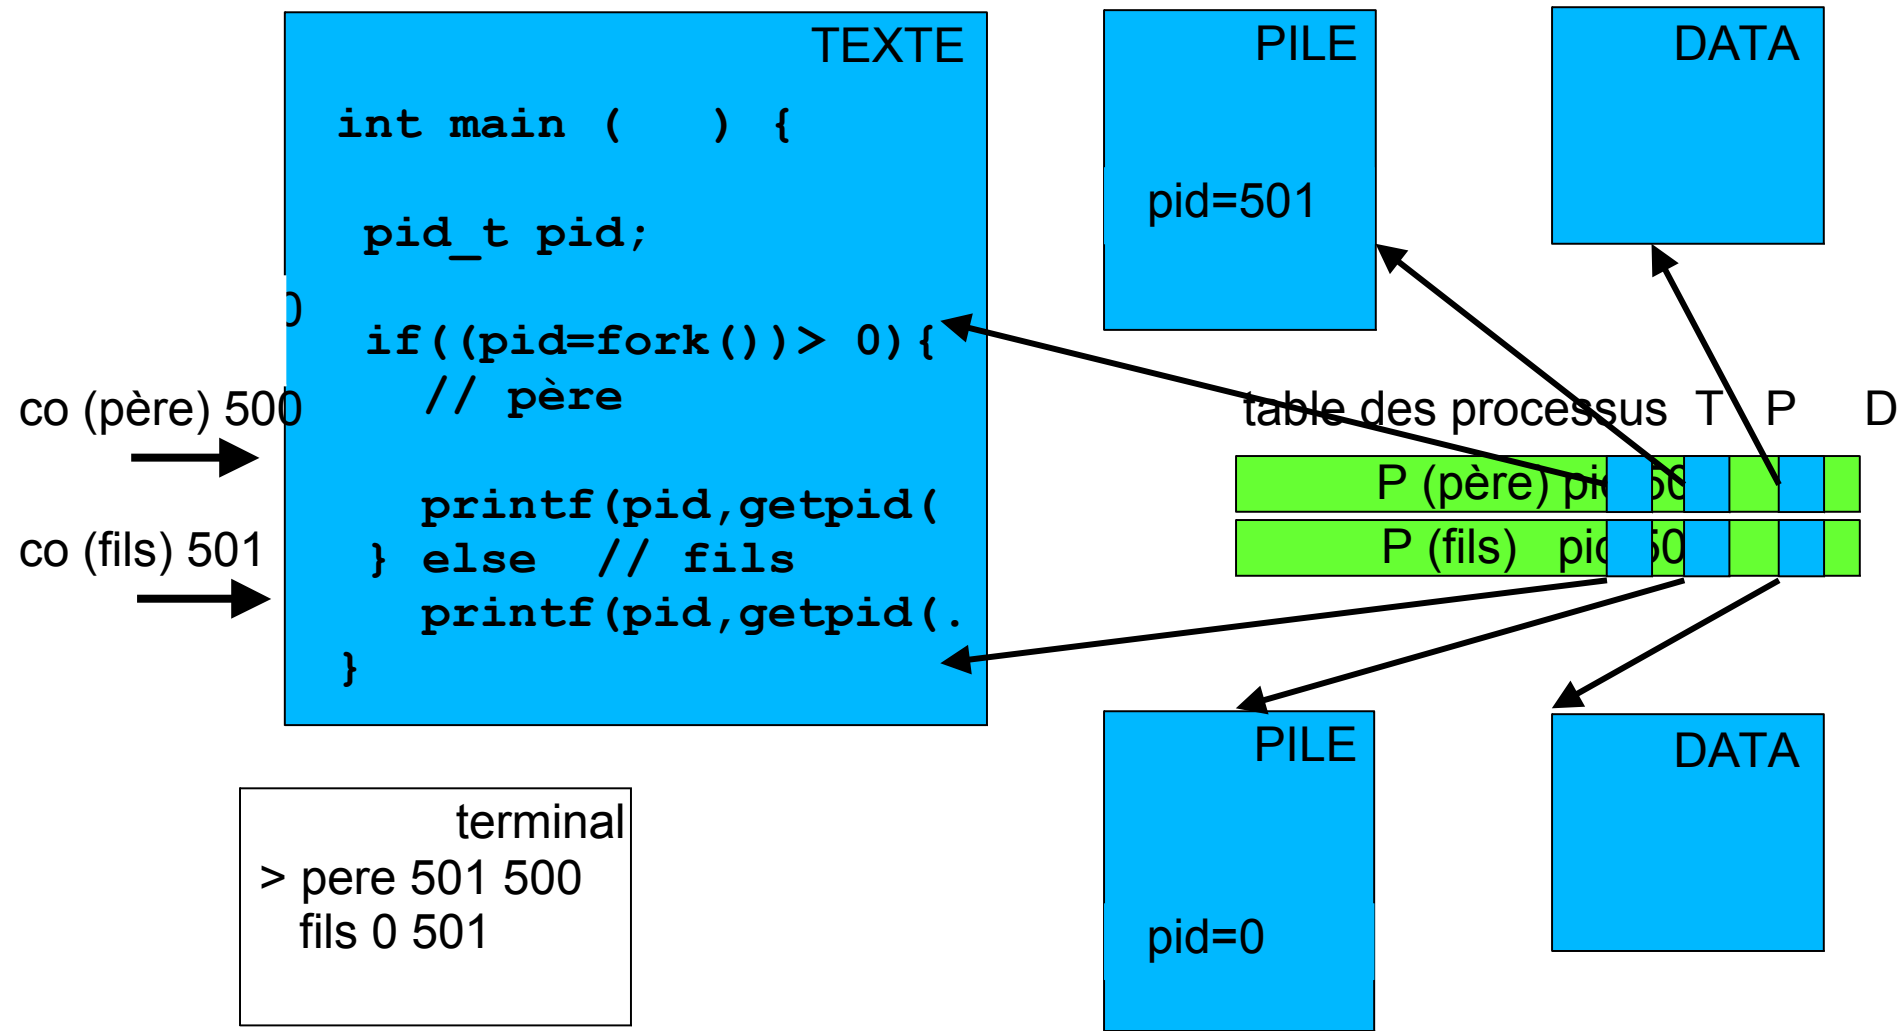 TEXTE
int main (   ) {
pid_t pid;
if((pid=fork())> 0){
// père
printf(pid,getpid(
} else  // fils
printf(pid,getpid(.
}
co (père) 500
co (fils) 501
PILE
pid=501
DATA
table des processus T P D
P (père)
P (fils)
PILE
pid=0
DATA
terminal
> pere 501 500
fils 0 501